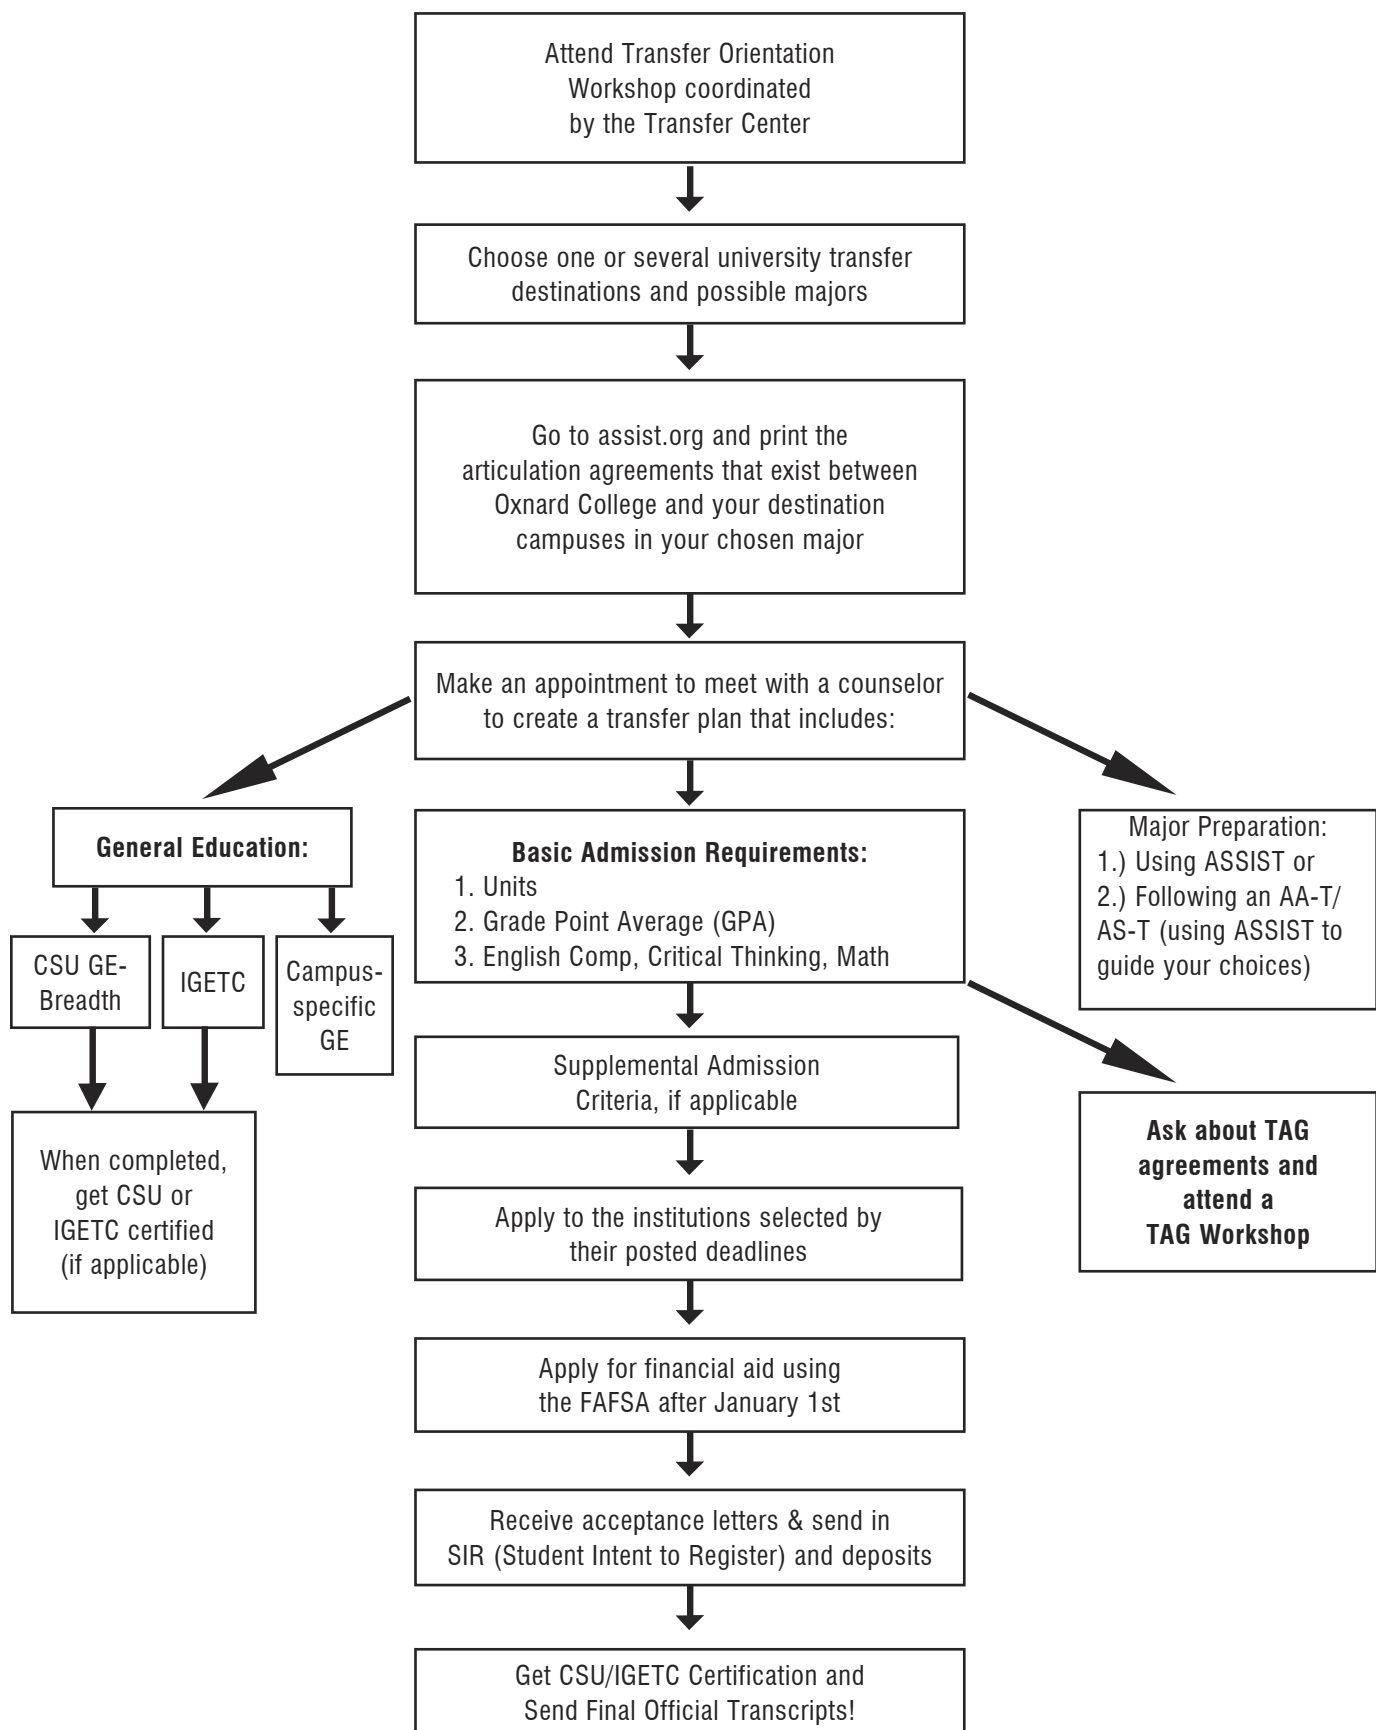 Attend Transfer Orientation
Workshop coordinated
by the Transfer Center
Choose one or several university transfer
destinations and possible majors
Go to assist.org and print the
articulation agreements that exist between
Oxnard College and your destination
campuses in your chosen major
Make an appointment to meet with a counselor
to create a transfer plan that includes:
General Education:
CSU GE-
Breadth
IGETC
Campus-
specific
GE
When completed,
get CSU or
IGETC certified
(if applicable)
Basic Admission Requirements:
1. Units
2. Grade Point Average (GPA)
3. English Comp, Critical Thinking, Math
Major Preparation:
1.) Using ASSIST or
2.) Following an AA-T/
AS-T (using ASSIST to
guide your choices)
Supplemental Admission
Criteria, if applicable
Ask about TAG
agreements and
attend a
TAG Workshop
Apply to the institutions selected by
their posted deadlines
Apply for financial aid using
the FAFSA after January 1st
Receive acceptance letters & send in
SIR (Student Intent to Register) and deposits
Get CSU/IGETC Certification and
Send Final Official Transcripts!